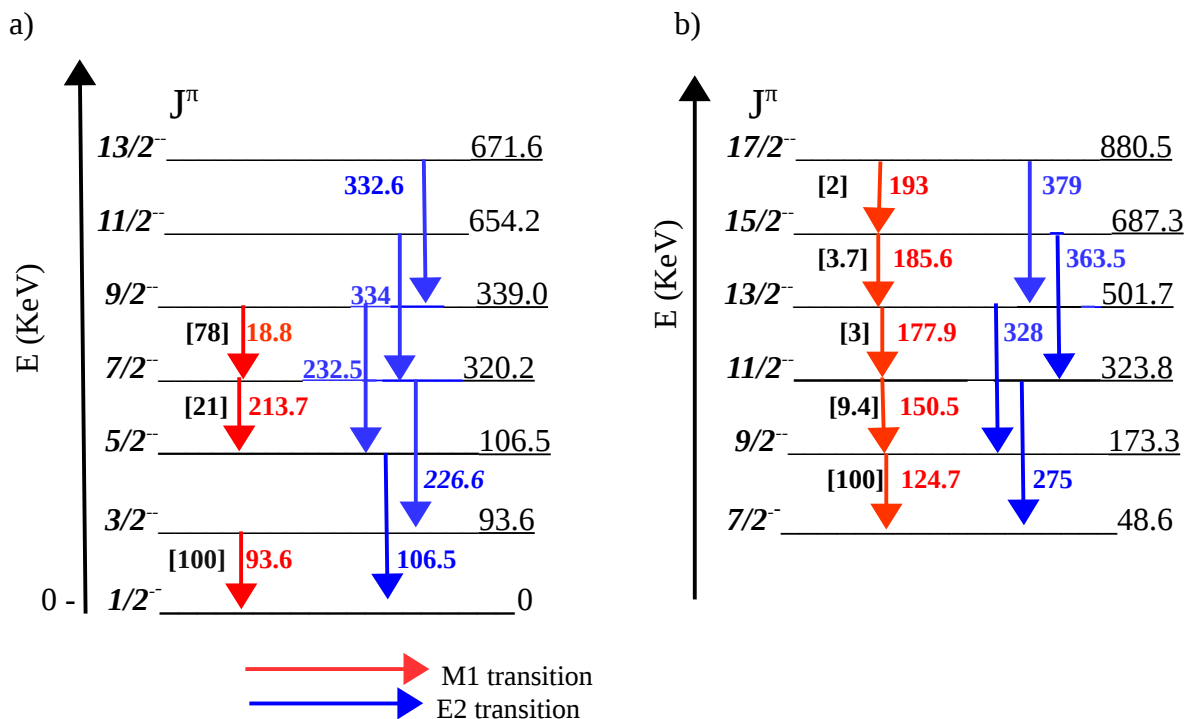 a)
J^π
13/2^-- 671.6
332.6
11/2^-- 654.2
9/2^-- 334 339.0
[78] 18.8
7/2^-- 232.5 320.2
[21] 213.7
5/2^-- 106.5
226.6
3/2^-- 93.6
[100] 93.6 106.5
0 - 1/2^-- 0
E (KeV)
b)
J^π
17/2^-- 880.5
[2] 193 379
15/2^-- 687.3
[3.7] 185.6 363.5
13/2^-- 501.7
[3] 177.9 328
11/2^-- 323.8
[9.4] 150.5
9/2^-- 173.3
[100] 124.7 275
7/2^-- 48.6
E (KeV)
M1 transition
E2 transition